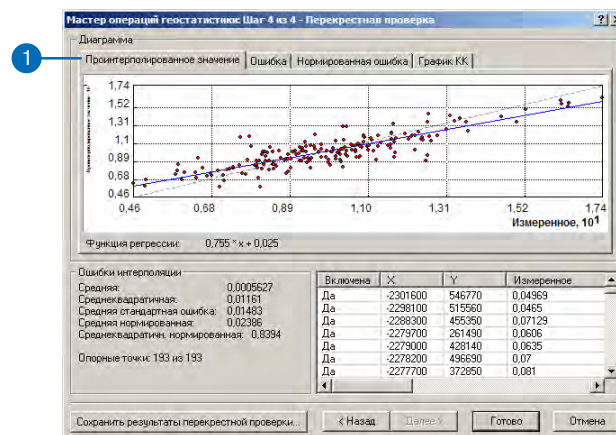 Мастер операций геостатистики: Шаг 4 из 4 - Перекрестная проверка
1
Диаграмма
Проинтерполированное значение Ошибка Нормированная ошибка График КК
1,74
1,52
1,31
1,1
0,89
0,68
0,46
0,46 0,68 0,89 1,10 1,31 1,52 1,74
Измеренное, 10¹
Функция регрессии: 0,755 * x + 0,025
Ошибки интерполяции
Средняя: 0,0005627
Среднеквадратичная: 0,01161
Средняя стандартная ошибка: 0,01483
Средняя нормированная: 0,02386
Среднеквадратичн. нормированная: 0,8394
Опорные точки: 193 из 193
Включена X Y Измеренное
Да -2301600 546770 0,04969
Да -2298100 515560 0,0465
Да -2288300 455350 0,07129
Да -2279700 261490 0,0606
Да -2279000 428140 0,0635
Да -2278200 496690 0,07
Да -2277700 372850 0,081
Сохранить результаты перекрестной проверки... < Назад Далее > Готово Отмена